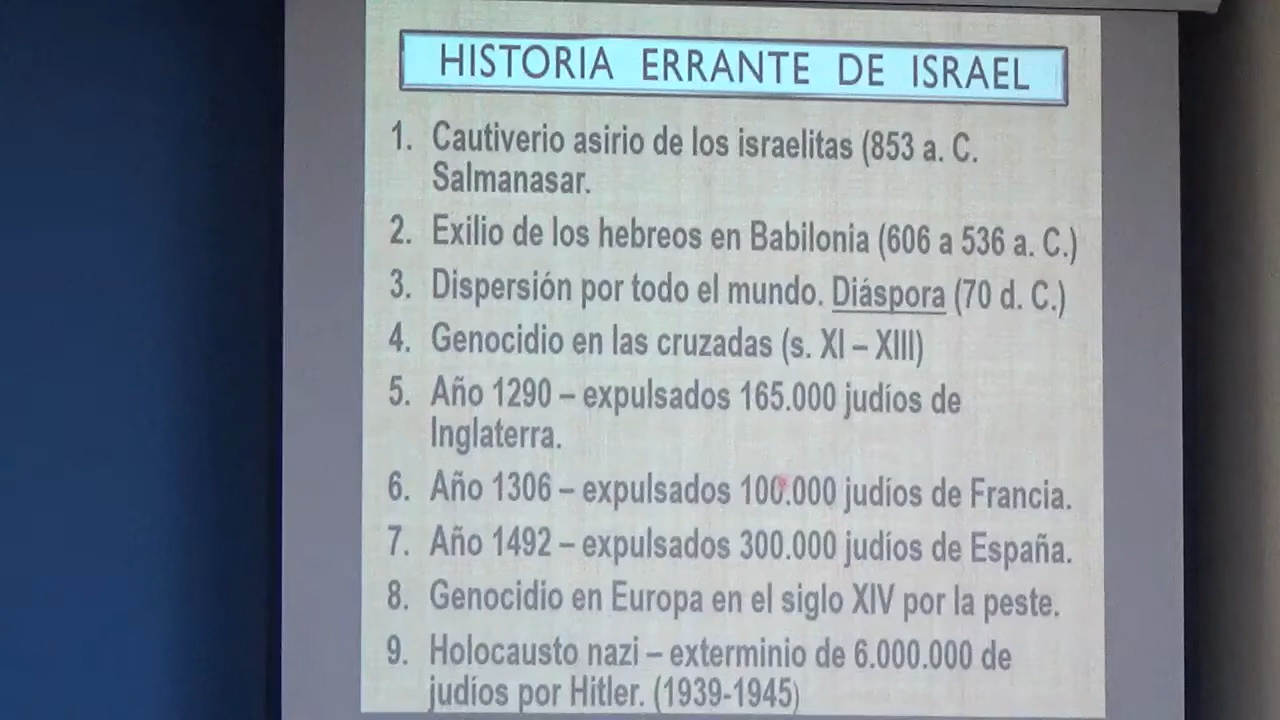 HISTORIA ERRANTE DE ISRAEL
1. Cautiverio asirio de los israelitas (853 a. C.
Salmanasar.
2. Exilio de los hebreos en Babilonia (606 a 536 a. C.)
3. Dispersión por todo el mundo. Diáspora (70 d. C.)
4. Genocidio en las cruzadas (s. XI – XIII)
5. Año 1290 – expulsados 165.000 judíos de
Inglaterra.
6. Año 1306 – expulsados 100.000 judíos de Francia.
7. Año 1492 – expulsados 300.000 judíos de España.
8. Genocidio en Europa en el siglo XIV por la peste.
9. Holocausto nazi – exterminio de 6.000.000 de
judíos por Hitler. (1939-1945)